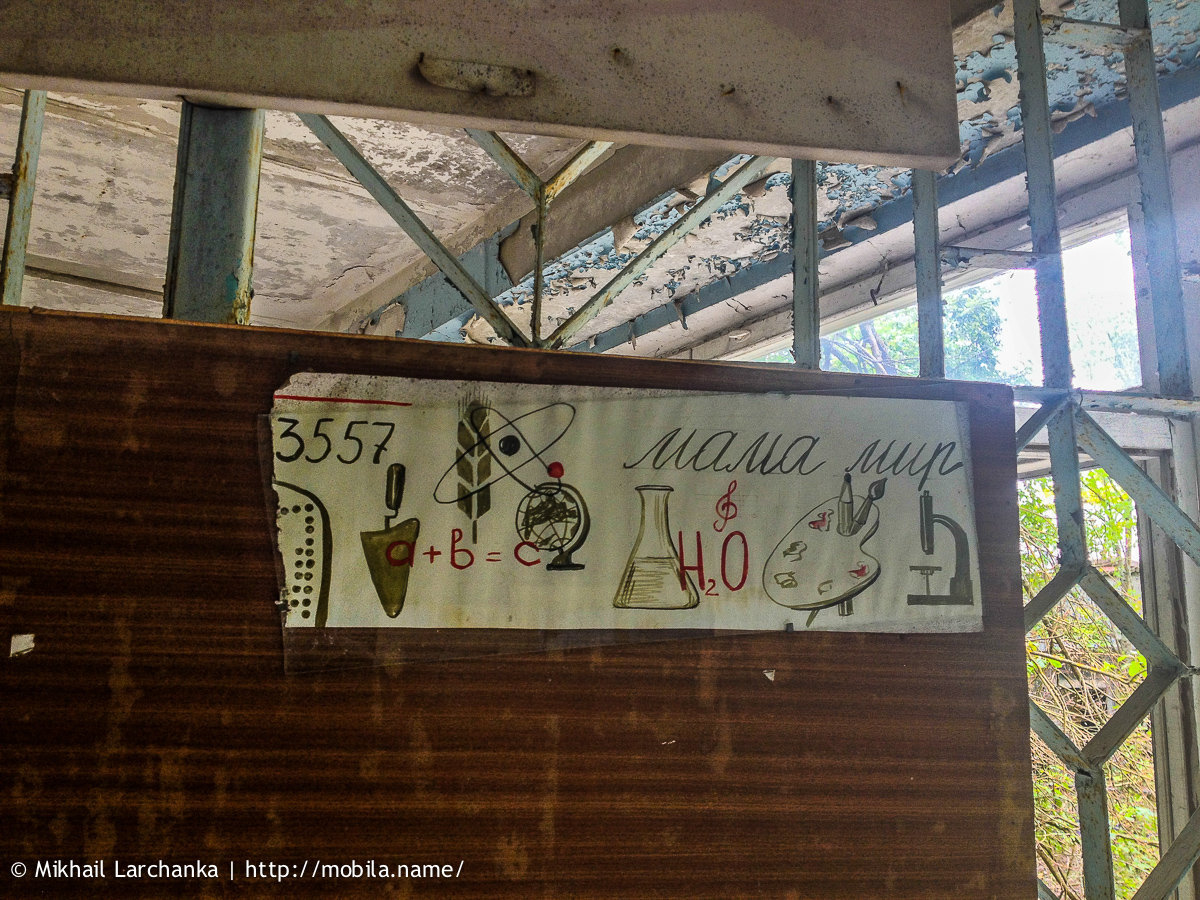 3557
мама мир
a+b=c
H₂O
© Mikhail Larchanka | http://mobila.name/